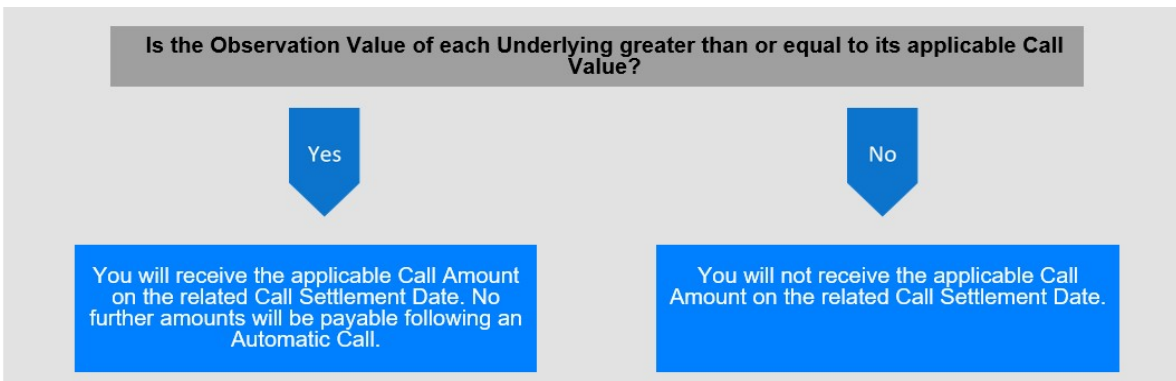 Is the Observation Value of each Underlying greater than or equal to its applicable Call
Value?
Yes
No
You will receive the applicable Call Amount
on the related Call Settlement Date. No
further amounts will be payable following an
Automatic Call.
You will not receive the applicable Call
Amount on the related Call Settlement Date.